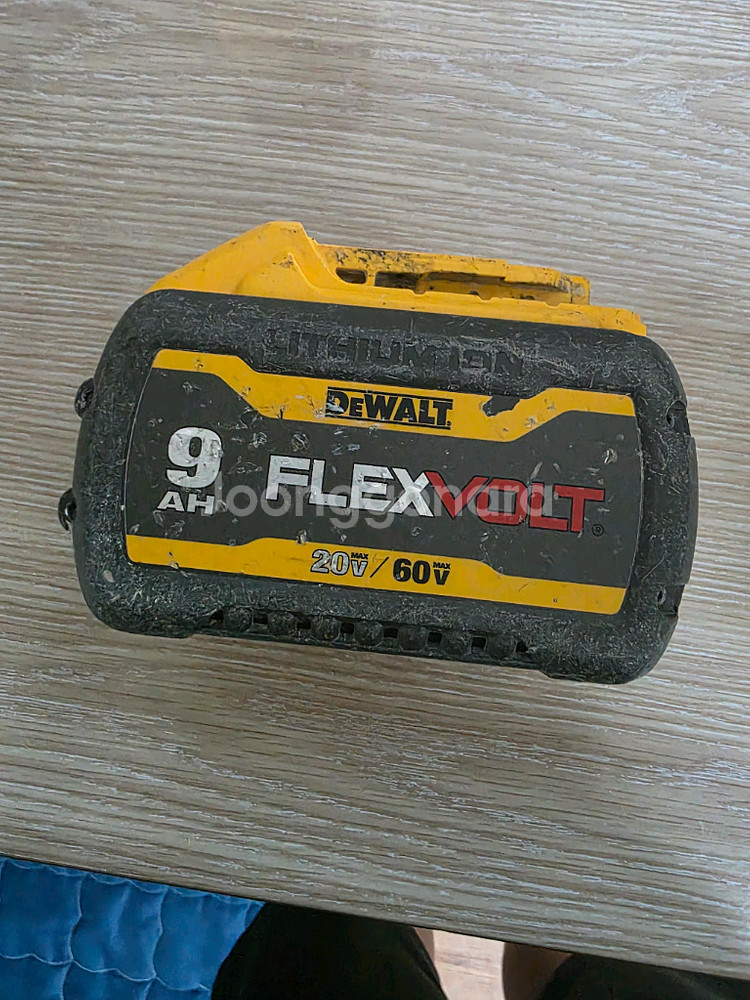 LITHIUM ION
DEWALT
9
AH
FLEXVOLT®
20V MAX / 60V MAX